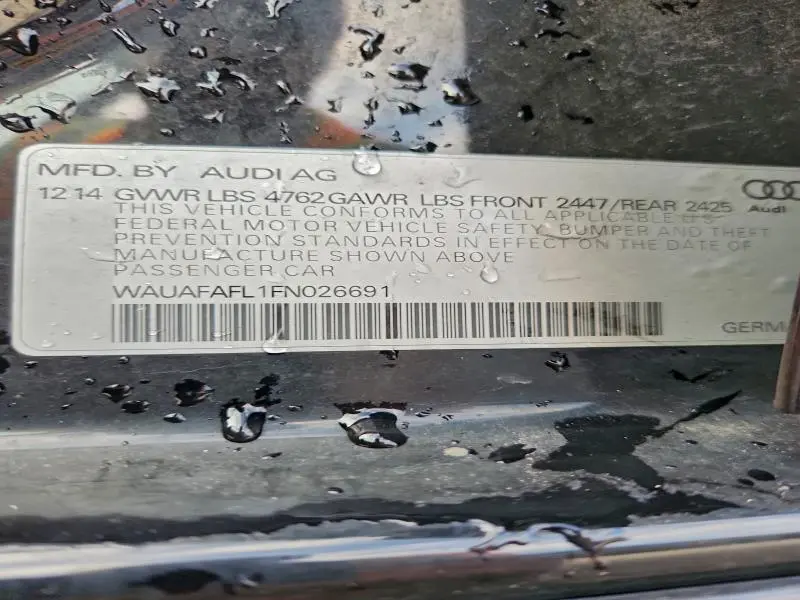 MFD. BY AUDI AG
12 14 GVWR LBS 4762 GAWR LBS FRONT 2447/REAR 2425
Audi
THIS VEHICLE CONFORMS TO ALL APPLICABLE U.S.
FEDERAL MOTOR VEHICLE SAFETY, BUMPER AND THEFT
PREVENTION STANDARDS IN EFFECT ON THE DATE OF
MANUFACTURE SHOWN ABOVE
PASSENGER CAR
WAUAFAFL1FN026691